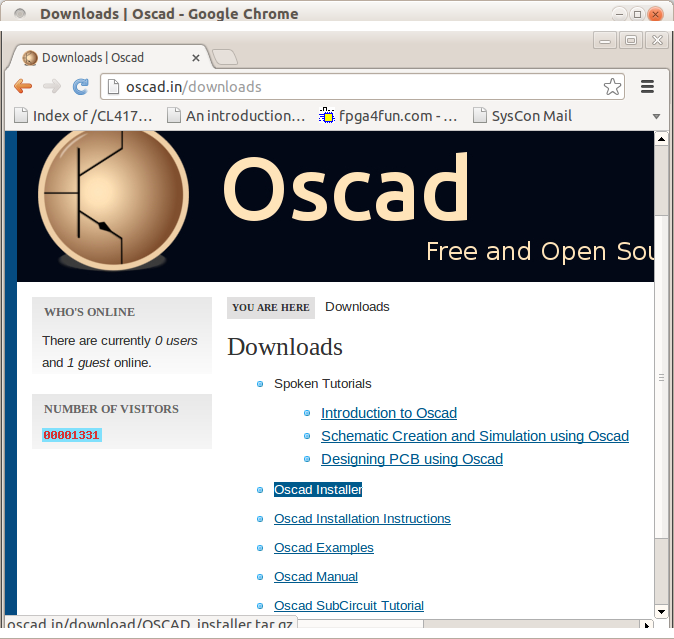 Downloads | Oscad - Google Chrome
Downloads | Oscad
oscad.in/downloads
Index of /CL417...
An introduction...
fpga4fun.com - ...
SysCon Mail
Oscad
Free and Open Sou
WHO'S ONLINE
There are currently 0 users
and 1 guest online.
NUMBER OF VISITORS
00001331
YOU ARE HERE Downloads
Downloads
Spoken Tutorials
Introduction to Oscad
Schematic Creation and Simulation using Oscad
Designing PCB using Oscad
Oscad Installer
Oscad Installation Instructions
Oscad Examples
Oscad Manual
Oscad SubCircuit Tutorial
oscad.in/download/OSCAD_installer.tar.gz